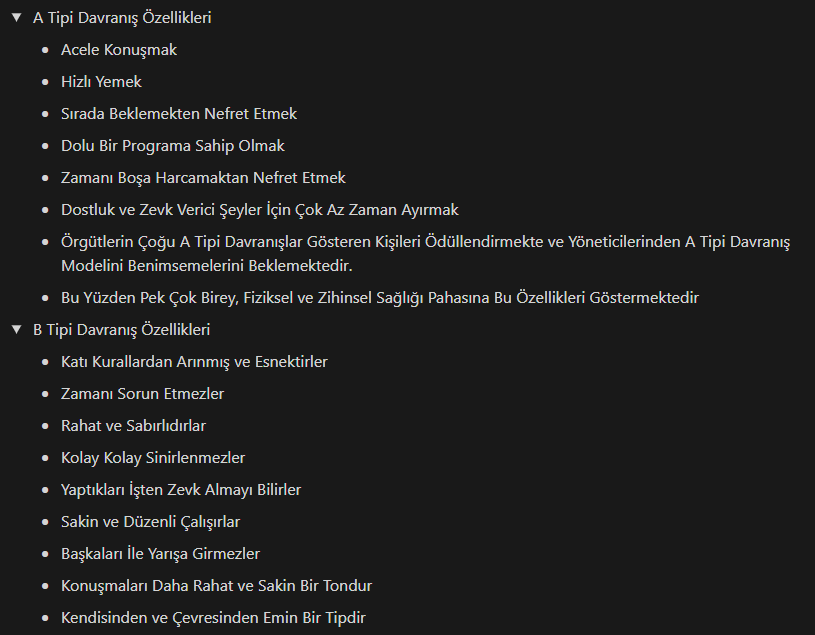 ▼ A Tipi Davranış Özellikleri
• Acele Konuşmak
• Hızlı Yemek
• Sırada Beklemekten Nefret Etmek
• Dolu Bir Programa Sahip Olmak
• Zamanı Boşa Harcamaktan Nefret Etmek
• Dostluk ve Zevk Verici Şeyler İçin Çok Az Zaman Ayırmak
• Örgütlerin Çoğu A Tipi Davranışlar Gösteren Kişileri Ödüllendirmekte ve Yöneticilerinden A Tipi Davranış
Modelini Benimsemelerini Beklemektedir.
• Bu Yüzden Pek Çok Birey, Fiziksel ve Zihinsel Sağlığı Pahasına Bu Özellikleri Göstermektedir
▼ B Tipi Davranış Özellikleri
• Katı Kurallardan Arınmış ve Esnektirler
• Zamanı Sorun Etmezler
• Rahat ve Sabırlıdırlar
• Kolay Kolay Sinirlenmezler
• Yaptıkları İşten Zevk Almayı Bilirler
• Sakin ve Düzenli Çalışırlar
• Başkaları İle Yarışa Girmezler
• Konuşmaları Daha Rahat ve Sakin Bir Tondur
• Kendisinden ve Çevresinden Emin Bir Tipdir